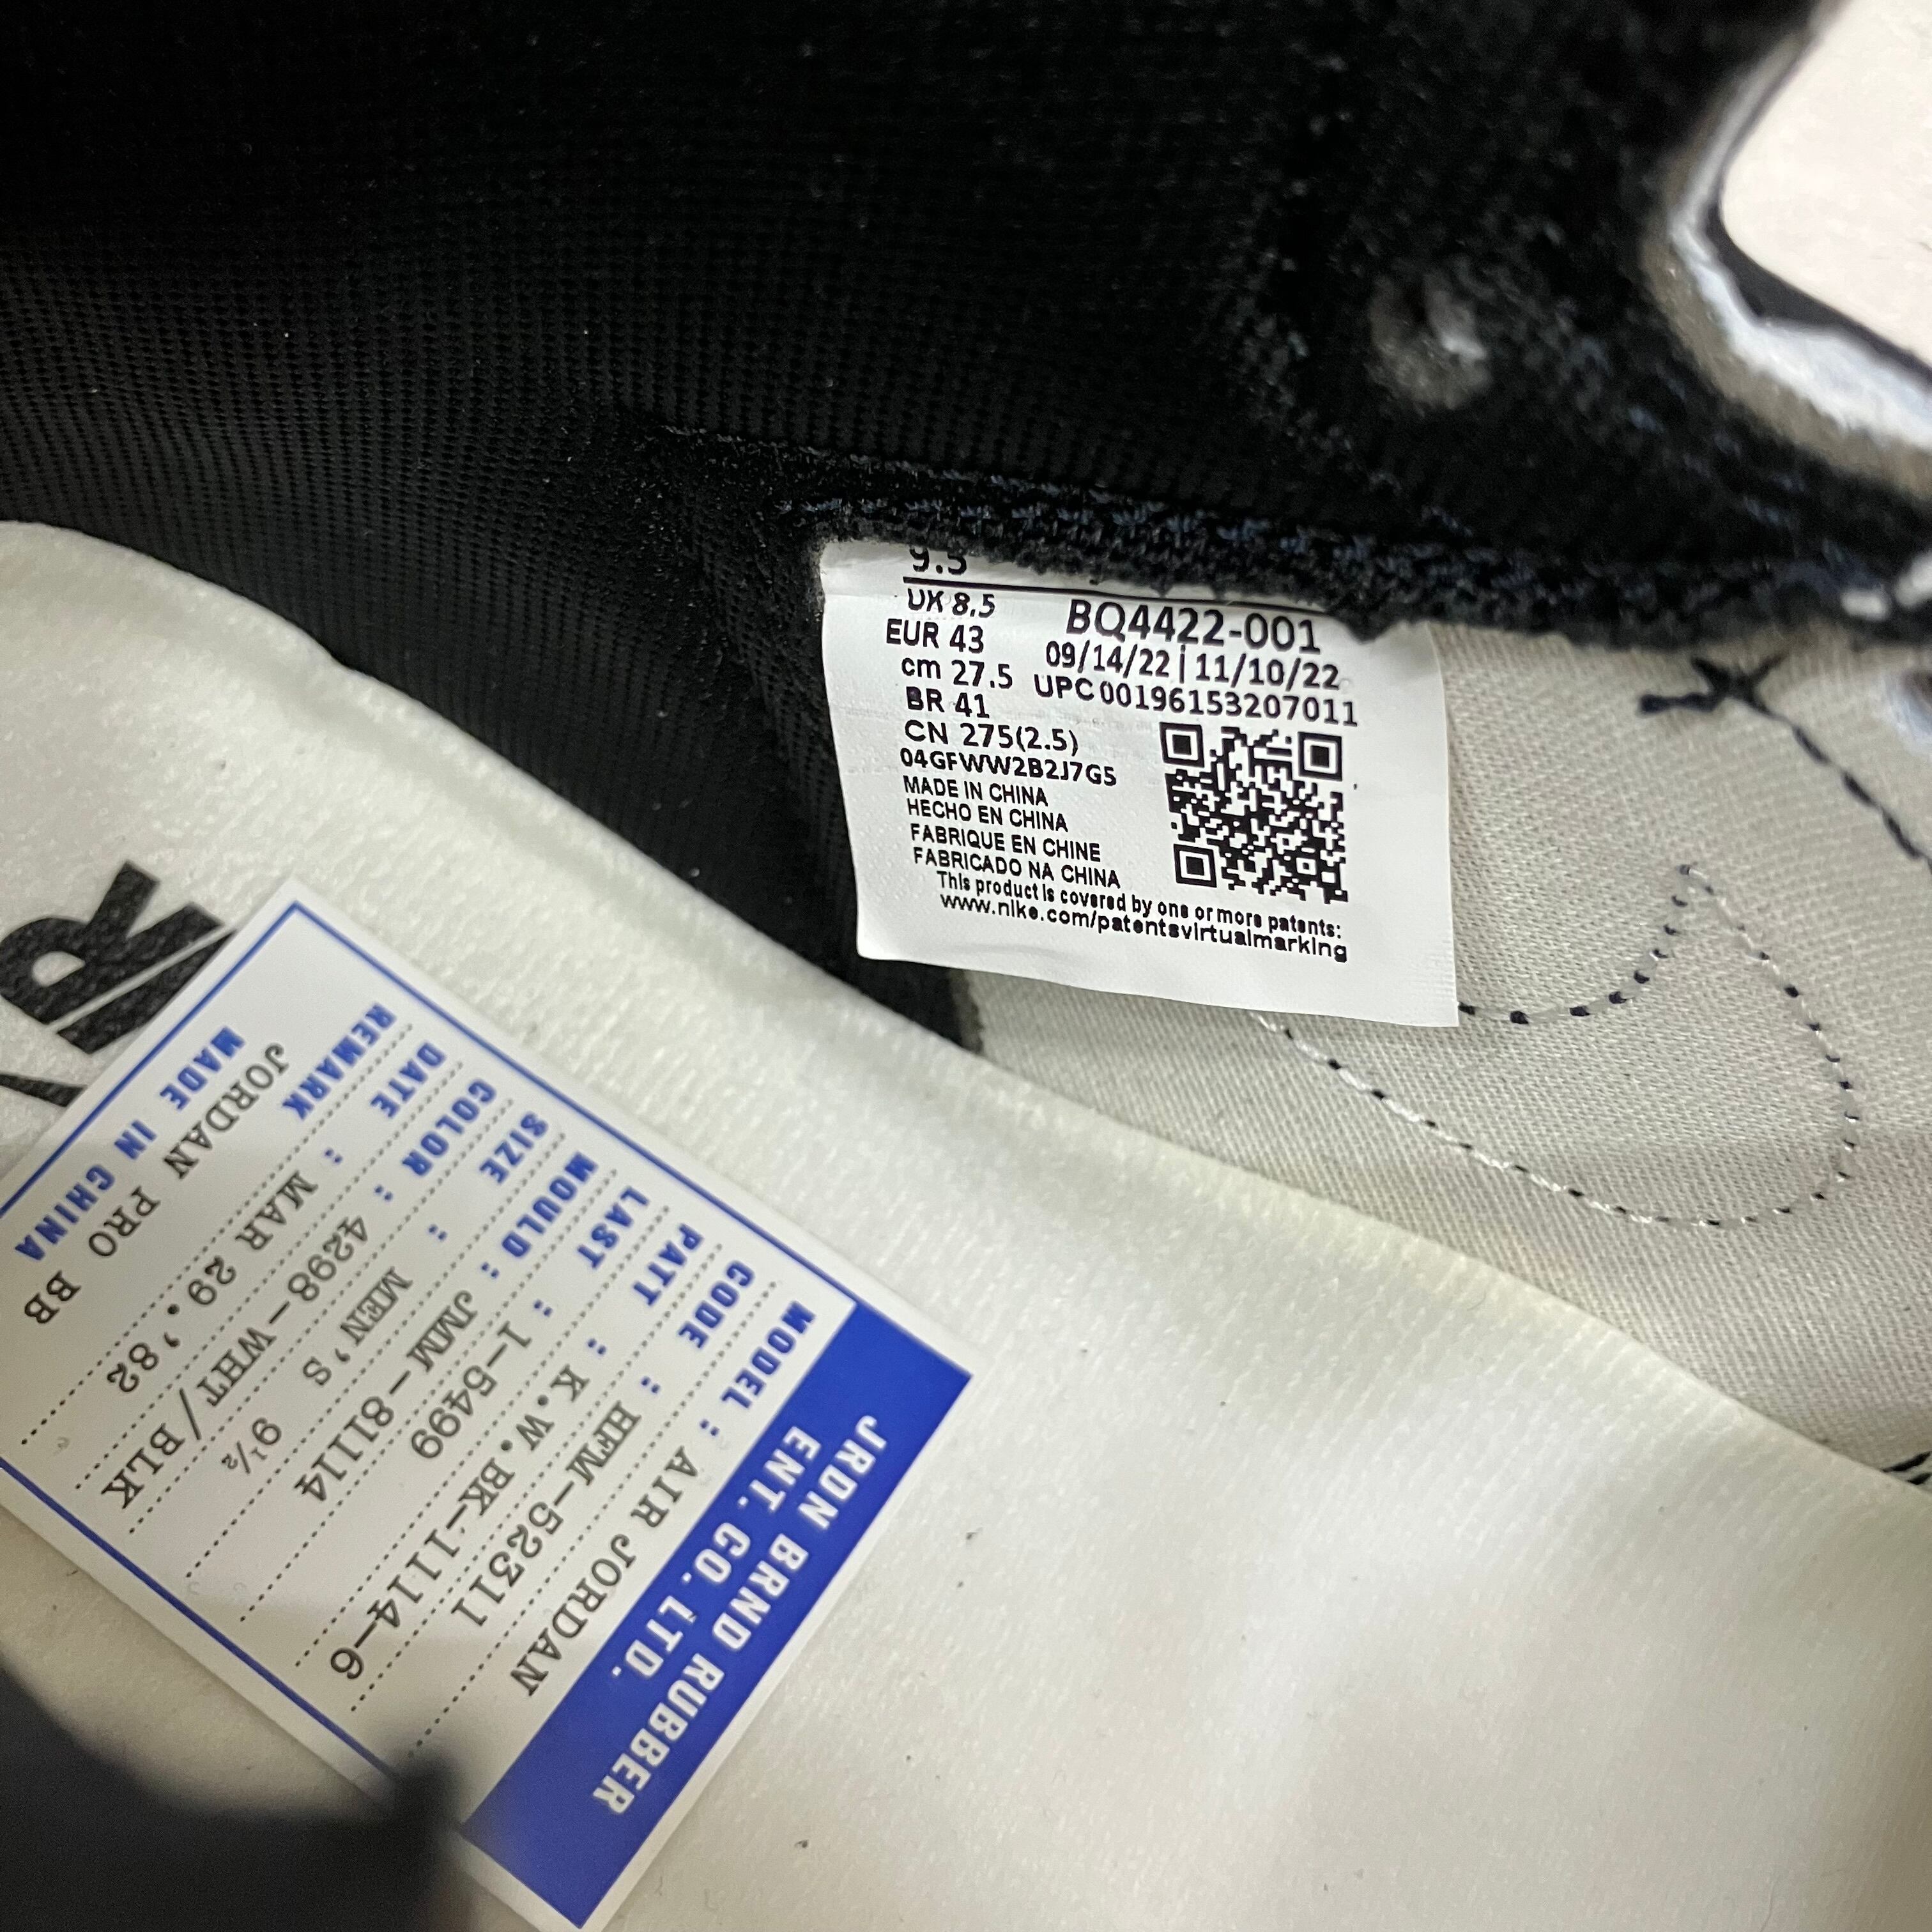 9.5
UK 8.5
EUR 43
cm 27.5
BR 41
CN 275(2.5)
04GFWW2B2J7G5
MADE IN CHINA
HECHO EN CHINA
FABRIQUE EN CHINE
FABRICADO NA CHINA
BQ4422-001
09/14/22|11/10/22
UPC00196153207011
This product is covered by one or more patents:
www.nike.com/patentsvirtualmarking
JRDN BRND RUBBER
ENT. CO. LTD.
MODEL : AIR JORDAN
CODE : HFM-52311
PATT : K.W.BK-1114-6
LAST : 1-5499
MOULD : JMM-81114
SIZE : MEN'S 9½
COLOR : 4298-WHT/BLK
DATE : MAR 29.'82
REMARK
JORDAN PRO BB
MADE IN CHINA